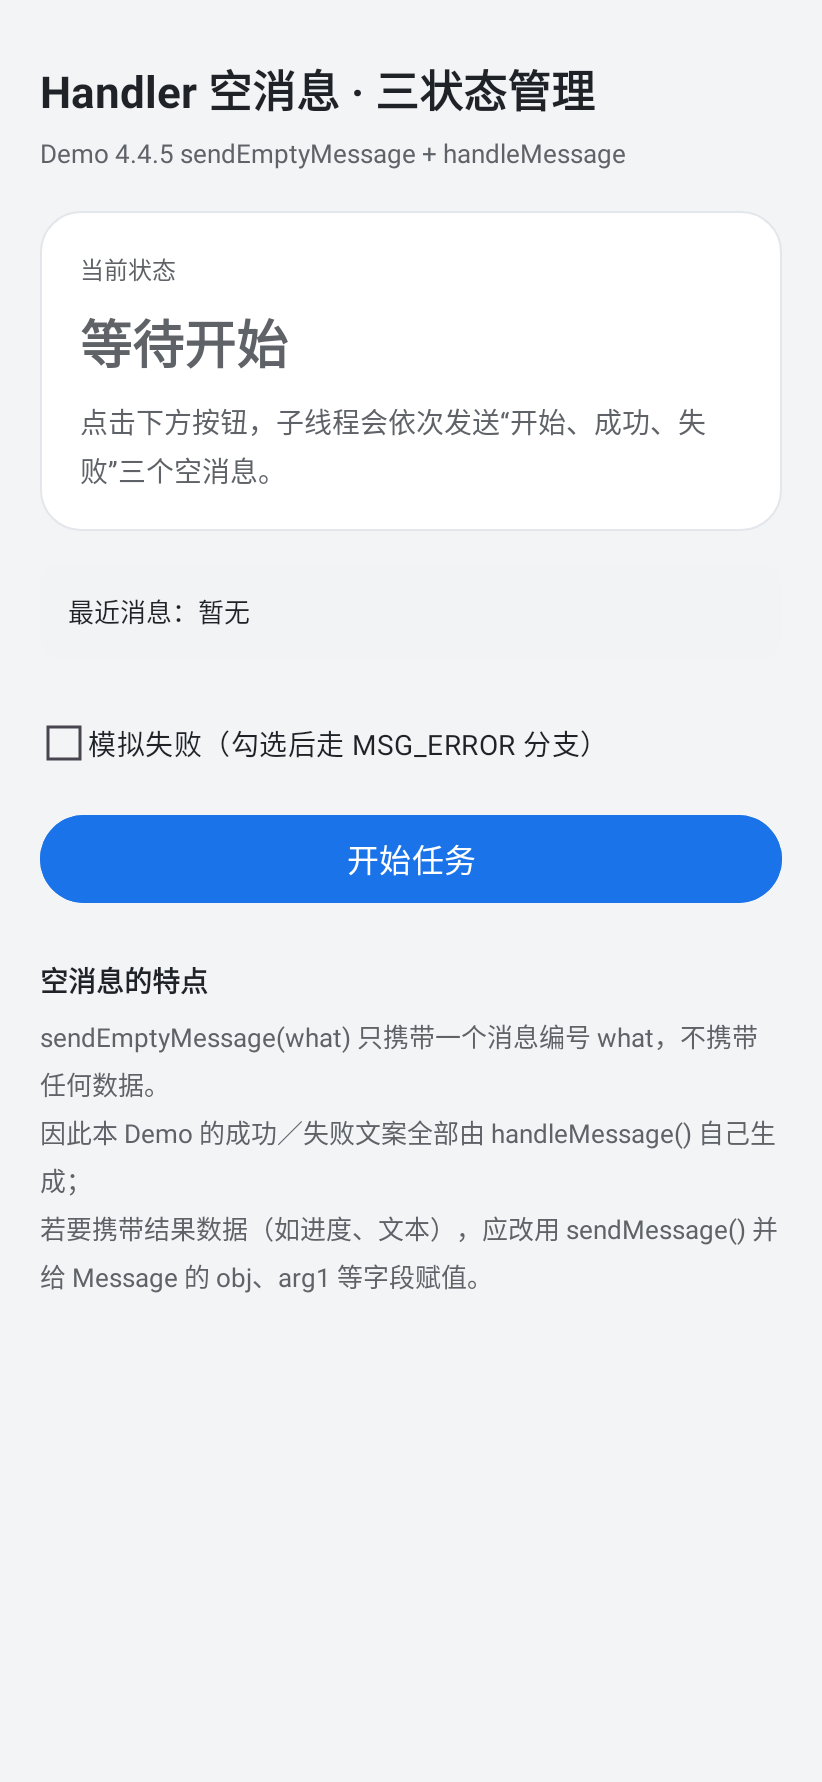 Handler 空消息 · 三状态管理
Demo 4.4.5 sendEmptyMessage + handleMessage
当前状态
等待开始
点击下方按钮，子线程会依次发送“开始、成功、失
败”三个空消息。
最近消息：暂无
模拟失败（勾选后走 MSG_ERROR 分支）
开始任务
空消息的特点
sendEmptyMessage(what) 只携带一个消息编号 what，不携带
任何数据。
因此本 Demo 的成功／失败文案全部由 handleMessage() 自己生
成；
若要携带结果数据（如进度、文本），应改用 sendMessage() 并
给 Message 的 obj、arg1 等字段赋值。